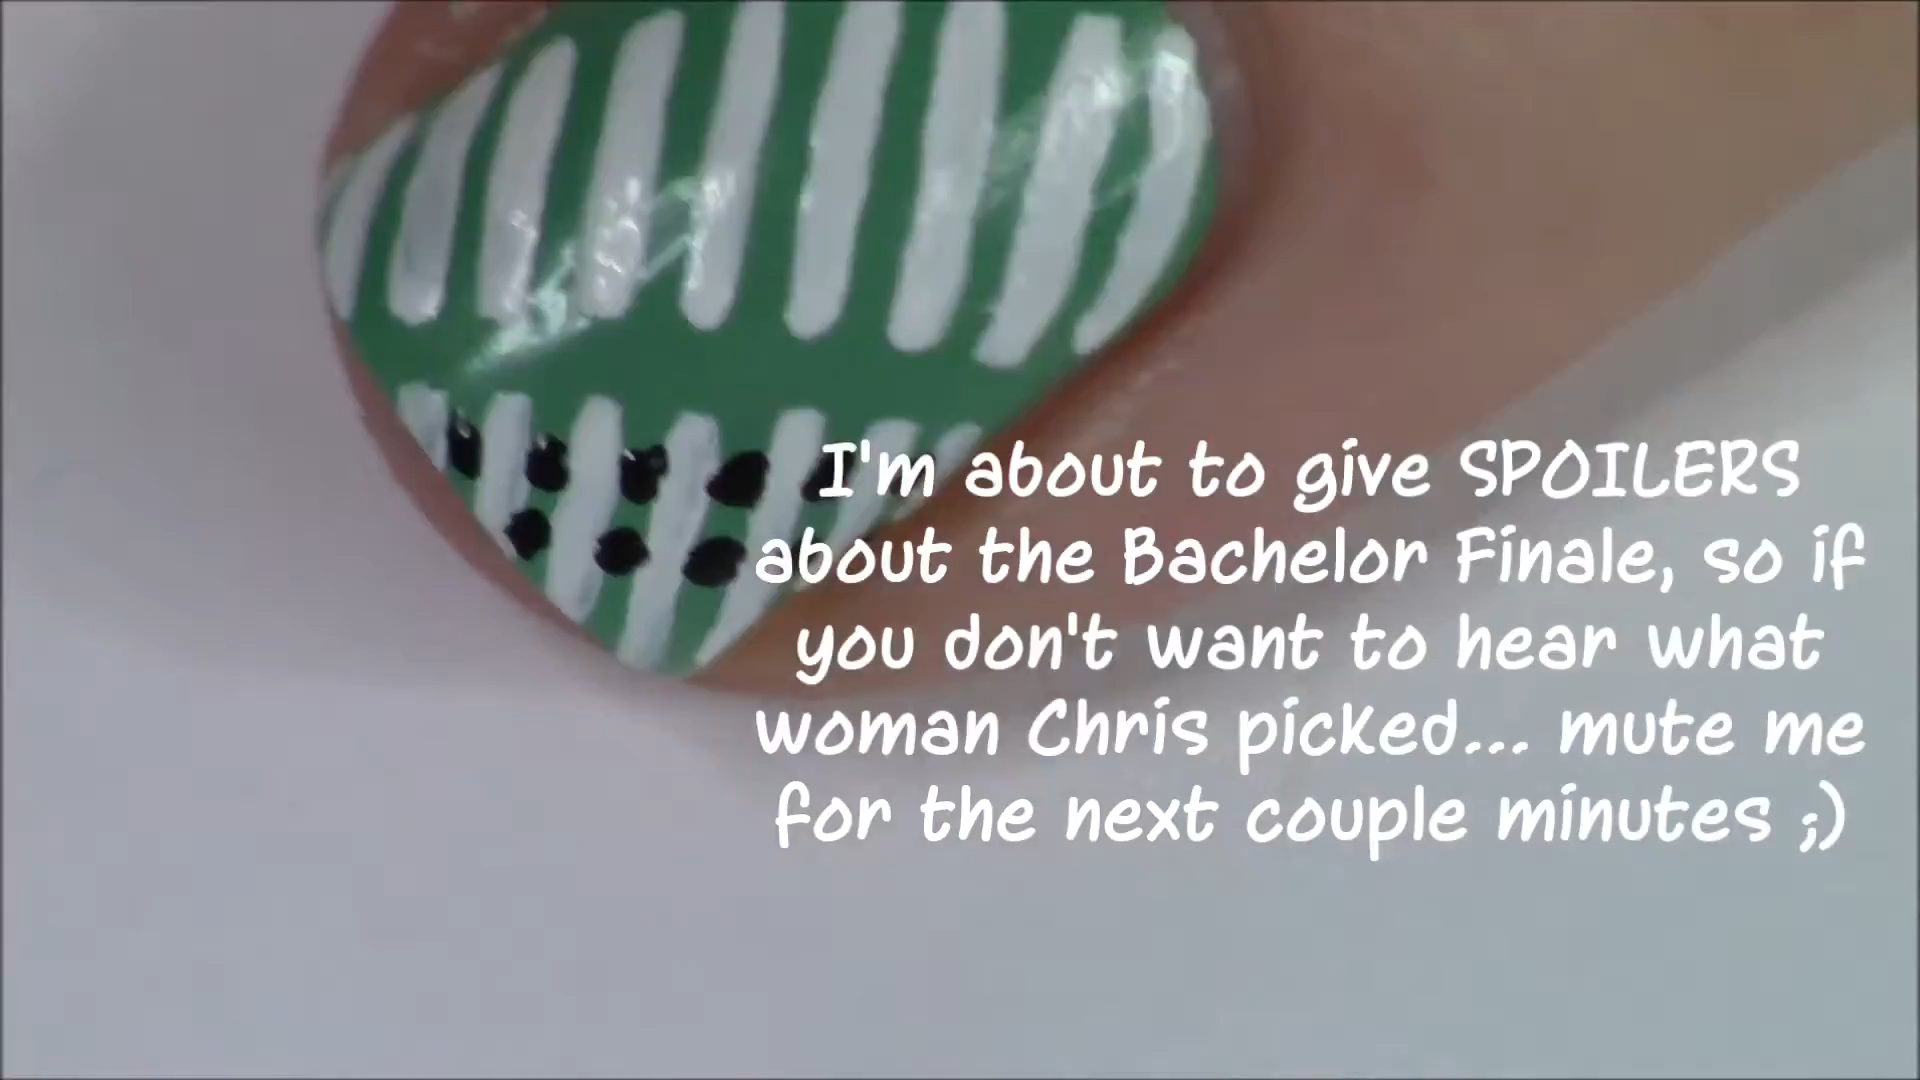 I'm about to give SPOILERS
about the Bachelor Finale, so if
you don't want to hear what
woman Chris picked... mute me
for the next couple minutes ;)